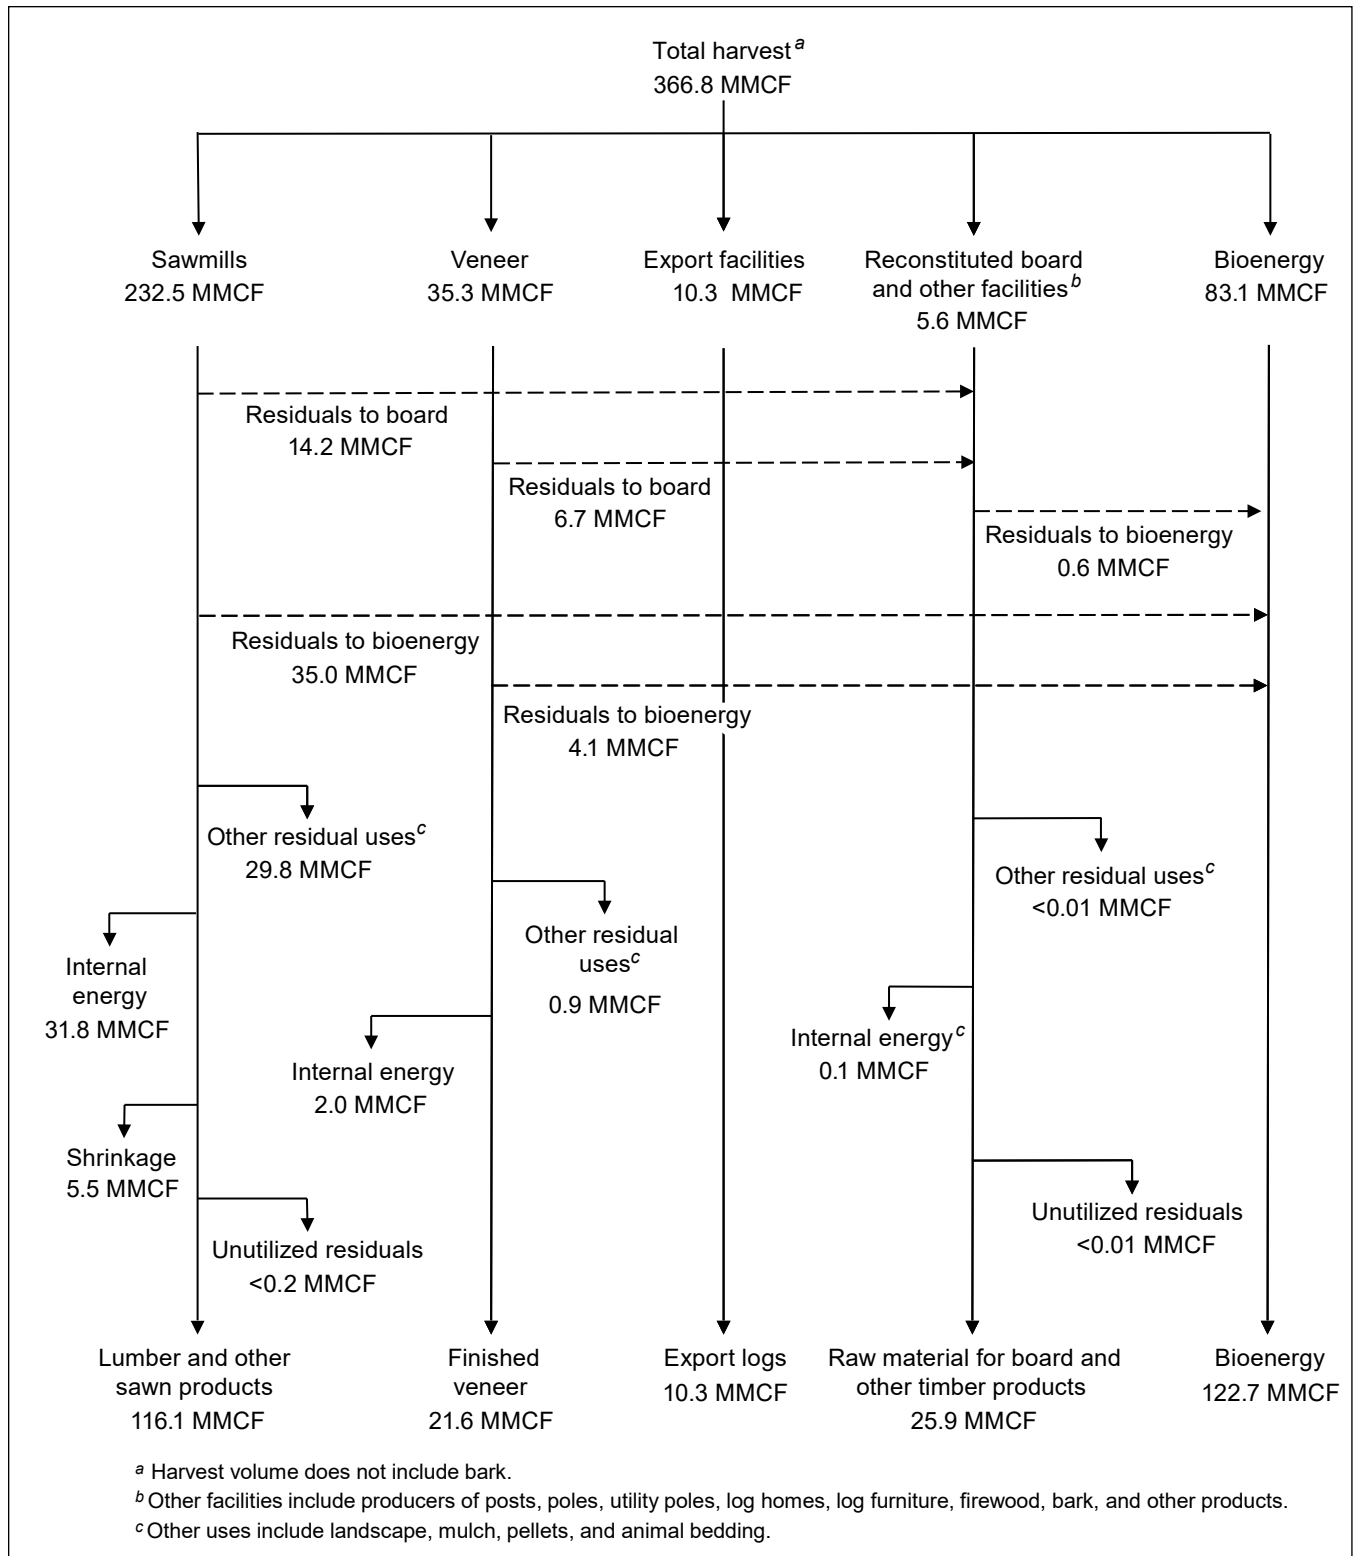 Total harvest a
366.8 MMCF
Sawmills
232.5 MMCF
Veneer
35.3 MMCF
Export facilities
10.3 MMCF
Reconstituted board
and other facilities b
5.6 MMCF
Bioenergy
83.1 MMCF
Residuals to board
14.2 MMCF
Residuals to board
6.7 MMCF
Residuals to bioenergy
0.6 MMCF
Residuals to bioenergy
35.0 MMCF
Residuals to bioenergy
4.1 MMCF
Other residual uses c
29.8 MMCF
Other residual uses c
<0.01 MMCF
Other residual
uses c
0.9 MMCF
Internal
energy
31.8 MMCF
Internal energy c
0.1 MMCF
Internal energy
2.0 MMCF
Shrinkage
5.5 MMCF
Unutilized residuals
<0.01 MMCF
Unutilized residuals
<0.2 MMCF
Lumber and other
sawn products
116.1 MMCF
Finished
veneer
21.6 MMCF
Export logs
10.3 MMCF
Raw material for board and
other timber products
25.9 MMCF
Bioenergy
122.7 MMCF
a Harvest volume does not include bark.
b Other facilities include producers of posts, poles, utility poles, log homes, log furniture, firewood, bark, and other products.
c Other uses include landscape, mulch, pellets, and animal bedding.